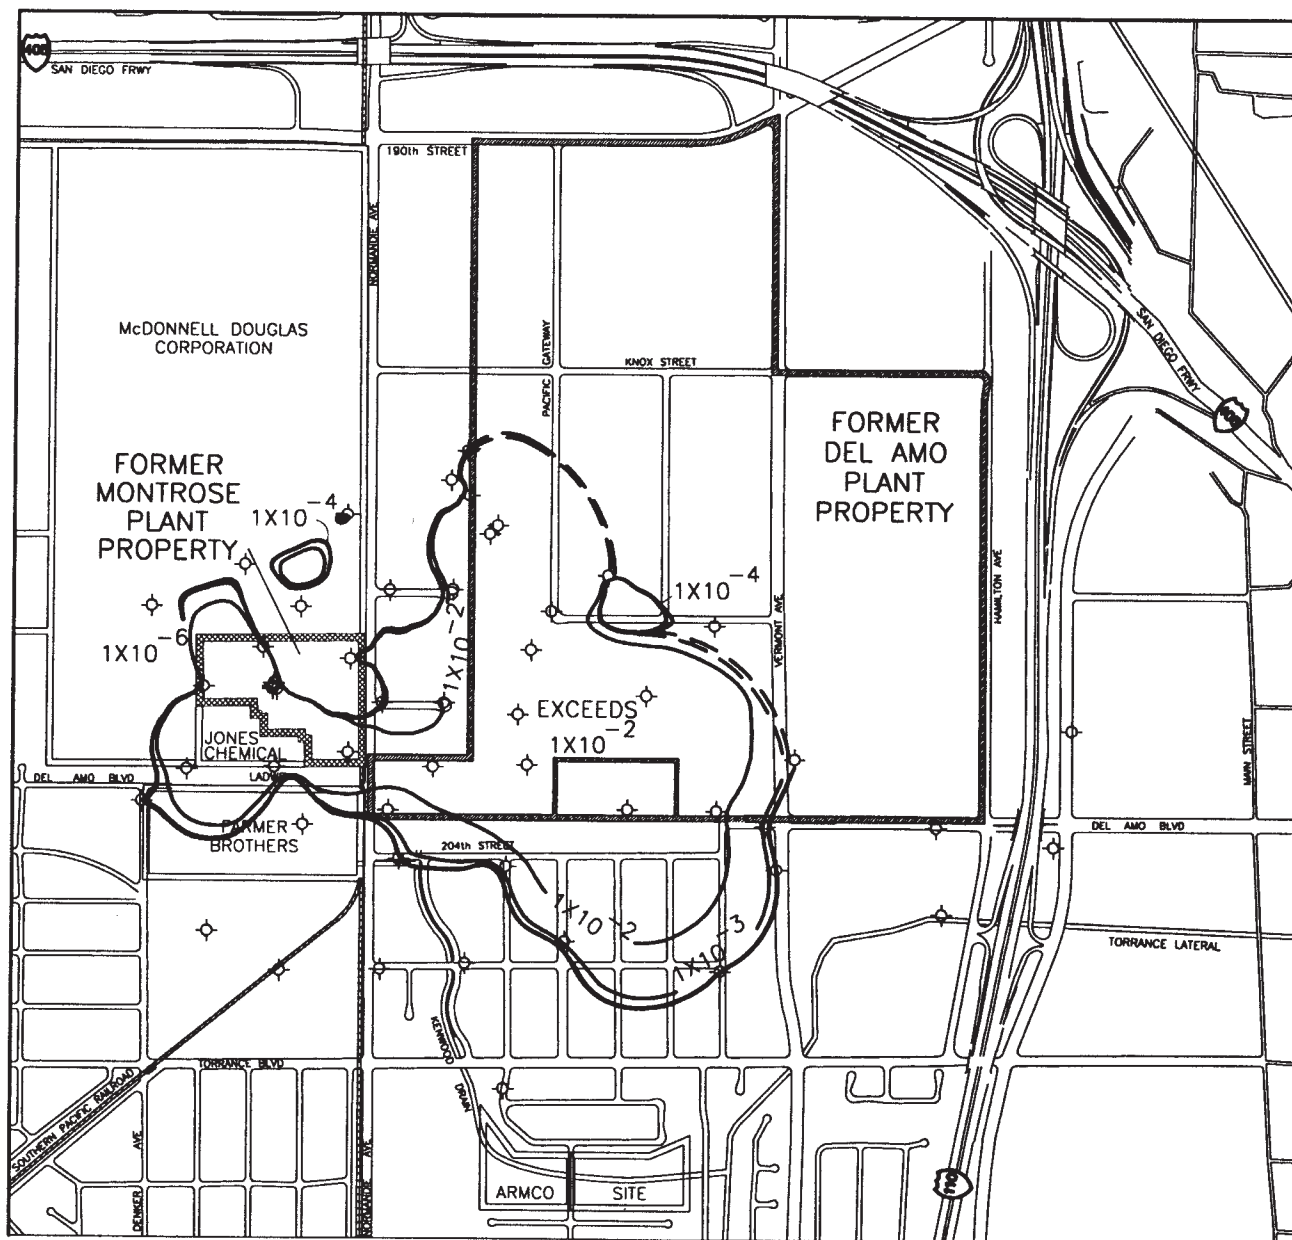 405
SAN DIEGO FRWY
190th STREET
NORMANDIE AVE
McDONNELL DOUGLAS
CORPORATION
PACIFIC GATEWAY
KNOX STREET
SAN DIEGO FRWY
405
FORMER
DEL AMO
PLANT
PROPERTY
FORMER
MONTROSE
PLANT
PROPERTY
1X10 -4
1X10 -4
HAMILTON AVE
VERMONT AVE
1X10 -6
1X10 -2
EXCEEDS
1X10 -2
JONES
CHEMICAL
MAIN STREET
DEL AMO BLVD
DEL AMO BLVD
FARMER
BROTHERS
204th STREET
1X10 -2
1X10 -3
TORRANCE LATERAL
KENWOOD DRAIN
TORRANCE BLVD
SOUTHERN PACIFIC RAILROAD
DENKER AVE
NORMANDIE AVE
ARMCO SITE
110